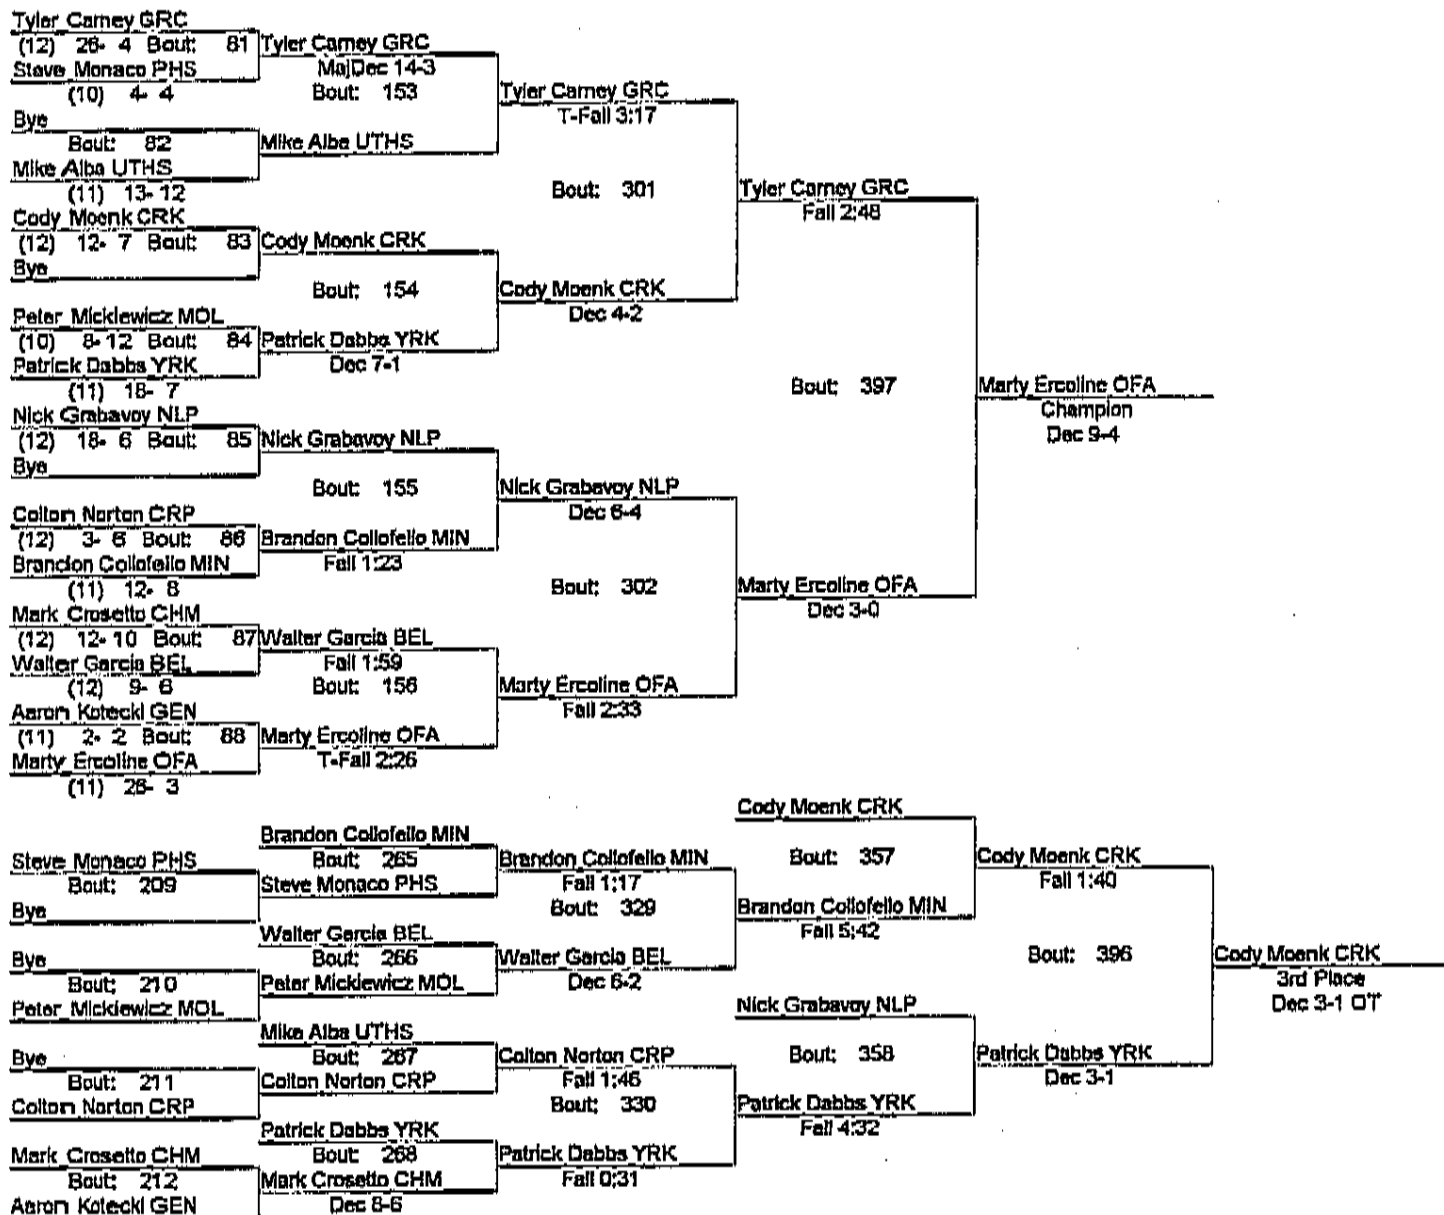 Tyler Carney GRC
(12) 26- 4 Bout: 81
Steve Monaco PHS
(10) 4- 4
Bye
Bout: 82
Mike Alba UTHS
(11) 13- 12
Cody Moenk CRK
(12) 12- 7 Bout: 83
Bye
Peter Mickiewicz MOL
(10) 8- 12 Bout: 84
Patrick Dabbs YRK
(11) 18- 7
Nick Grabavoy NLP
(12) 18- 6 Bout: 85
Bye
Colton Norton CRP
(12) 3- 6 Bout: 86
Brandon Collofello MIN
(11) 12- 8
Mark Crosetto CHM
(12) 12- 10 Bout: 87
Walter Garcia BEL
(12) 9- 6
Aaron Kotecki GEN
(11) 2- 2 Bout: 88
Marty Ercoline OFA
(11) 26- 3
Tyler Carney GRC
MajDec 14-3
Bout: 153
Mike Alba UTHS
Cody Moenk CRK
Bout: 154
Patrick Dabbs YRK
Dec 7-1
Nick Grabavoy NLP
Bout: 155
Brandon Collofello MIN
Fall 1:23
Walter Garcia BEL
Fall 1:59
Bout: 156
Marty Ercoline OFA
T-Fall 2:26
Tyler Carney GRC
T-Fall 3:17
Bout: 301
Cody Moenk CRK
Dec 4-2
Nick Grabavoy NLP
Dec 6-4
Bout: 302
Marty Ercoline OFA
Fall 2:33
Tyler Carney GRC
Fall 2:48
Bout: 397
Marty Ercoline OFA
Dec 3-0
Marty Ercoline OFA
Champion
Dec 9-4
Steve Monaco PHS
Bout: 209
Bye
Bye
Bout: 210
Peter Mickiewicz MOL
Bye
Bout: 211
Colton Norton CRP
Mark Crosetto CHM
Bout: 212
Aaron Kotecki GEN
Brandon Collofello MIN
Bout: 265
Steve Monaco PHS
Walter Garcia BEL
Bout: 266
Peter Mickiewicz MOL
Mike Alba UTHS
Bout: 267
Colton Norton CRP
Patrick Dabbs YRK
Bout: 268
Mark Crosetto CHM
Dec 8-6
Brandon Collofello MIN
Fall 1:17
Bout: 329
Walter Garcia BEL
Dec 6-2
Colton Norton CRP
Fall 1:46
Bout: 330
Patrick Dabbs YRK
Fall 0:31
Cody Moenk CRK
Bout: 357
Brandon Collofello MIN
Fall 5:42
Nick Grabavoy NLP
Bout: 358
Patrick Dabbs YRK
Fall 4:32
Cody Moenk CRK
Fall 1:40
Bout: 396
Patrick Dabbs YRK
Dec 3-1
Cody Moenk CRK
3rd Place
Dec 3-1 OT